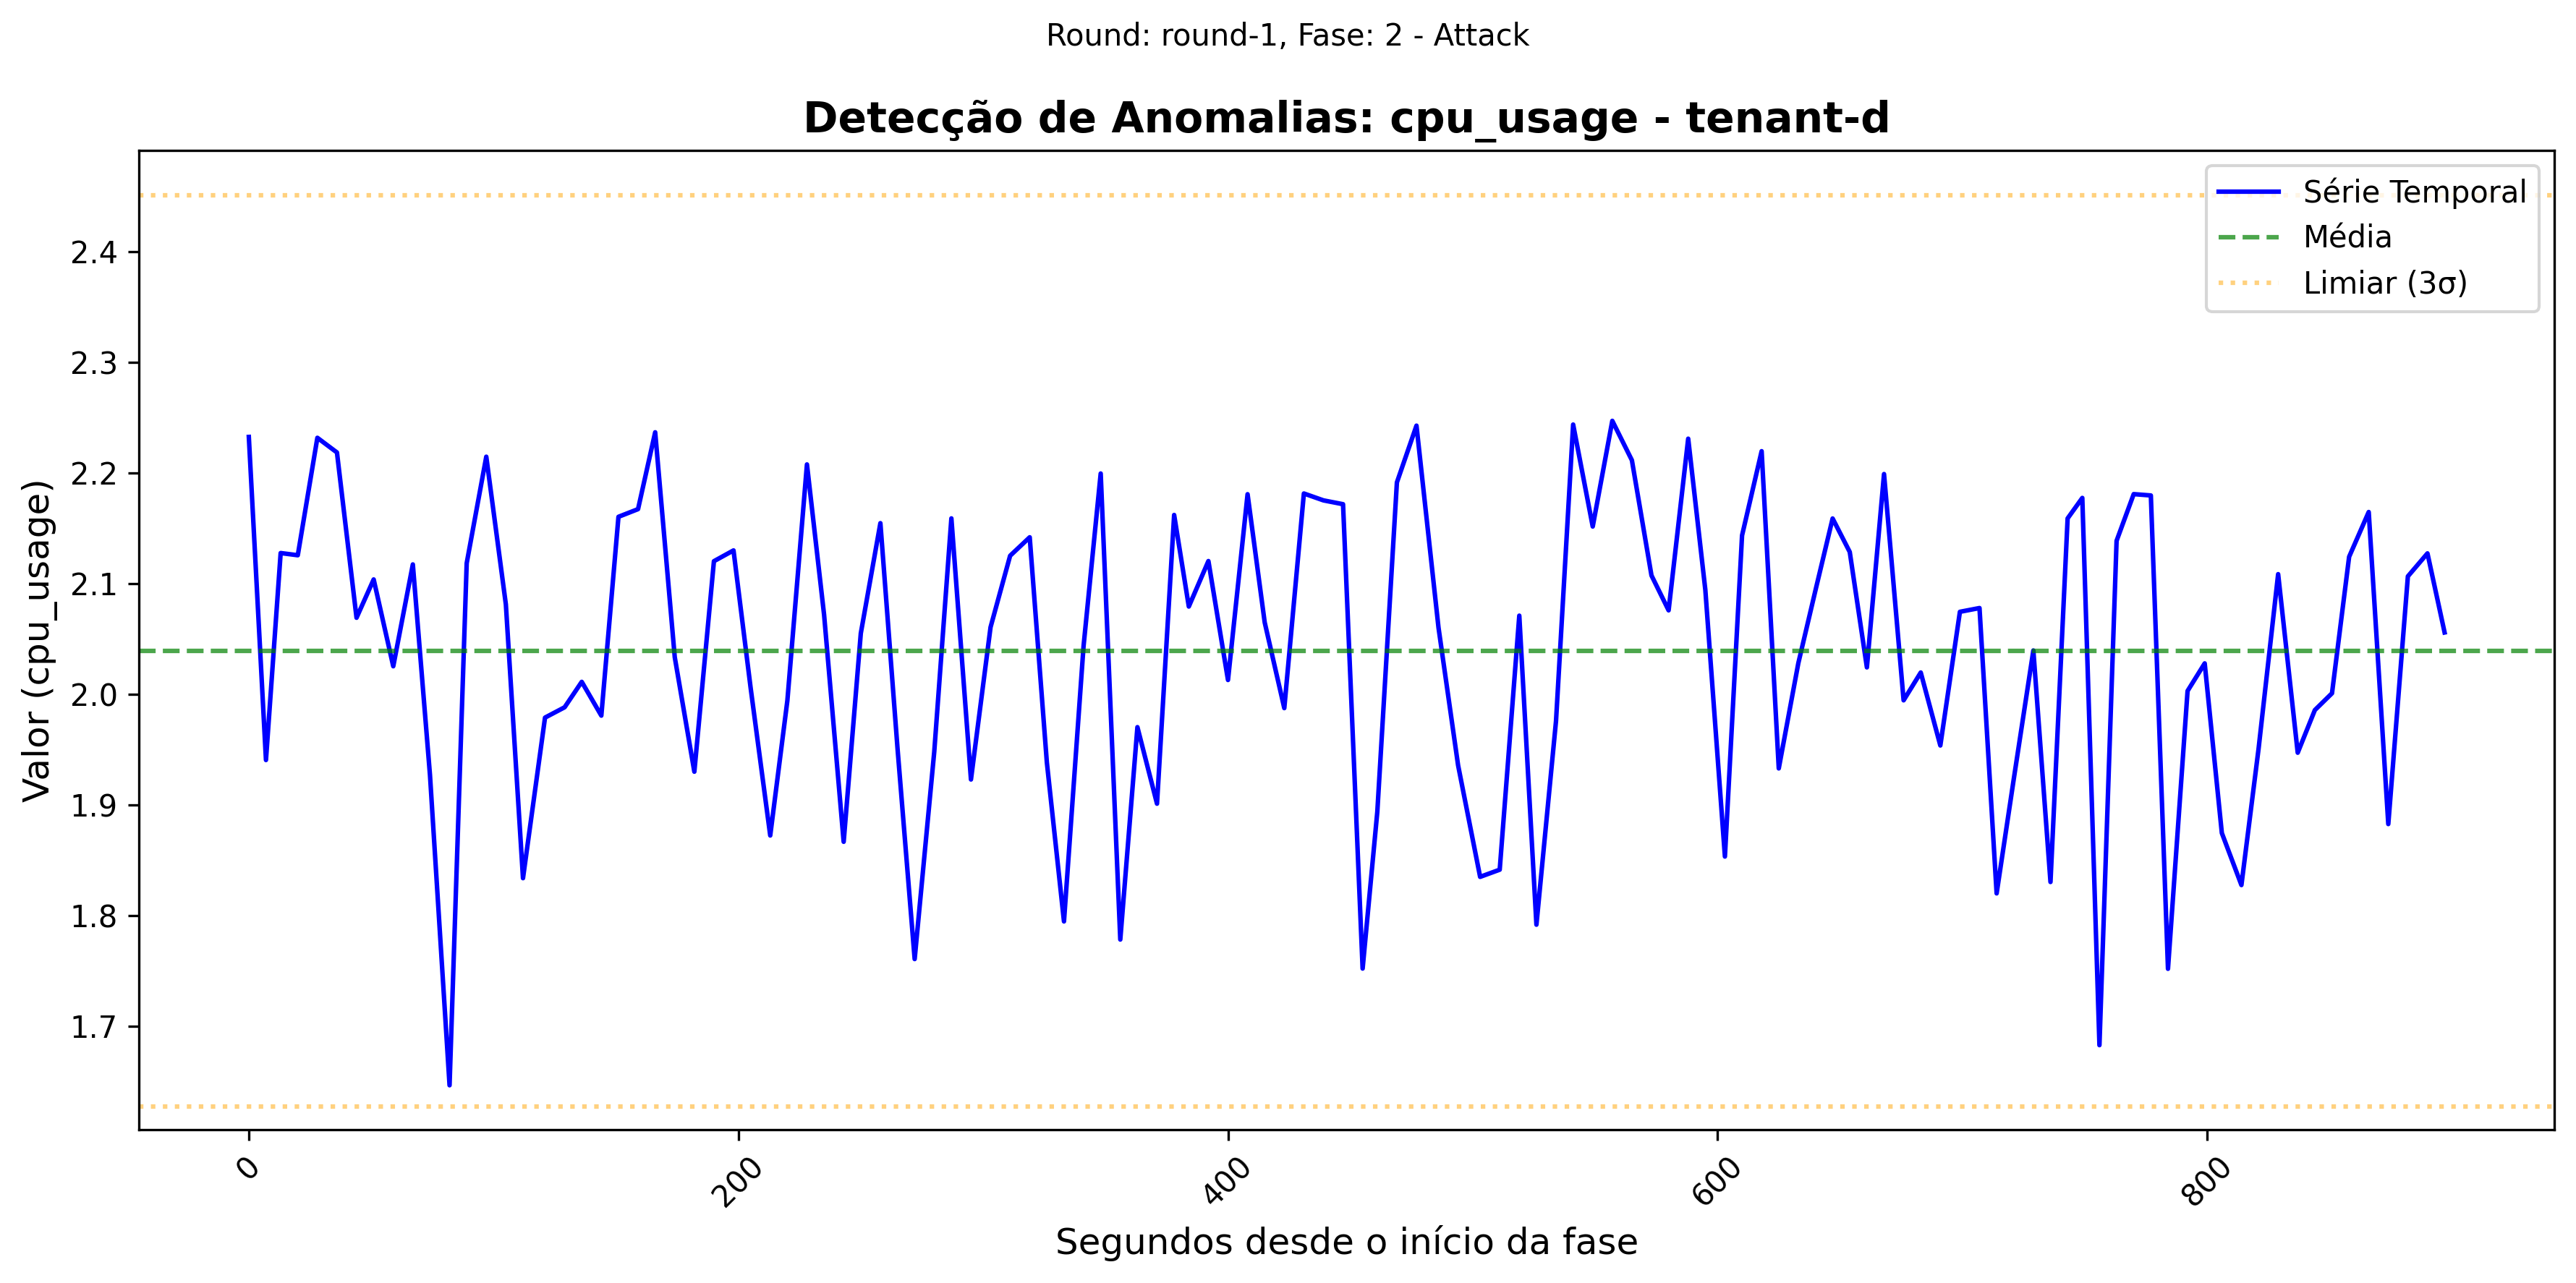 Round: round-1, Fase: 2 - Attack
Detecção de Anomalias: cpu_usage - tenant-d
Série Temporal
Média
Limiar (3σ)
Valor (cpu_usage)
2.4
2.3
2.2
2.1
2.0
1.9
1.8
1.7
0
200
400
600
800
Segundos desde o início da fase